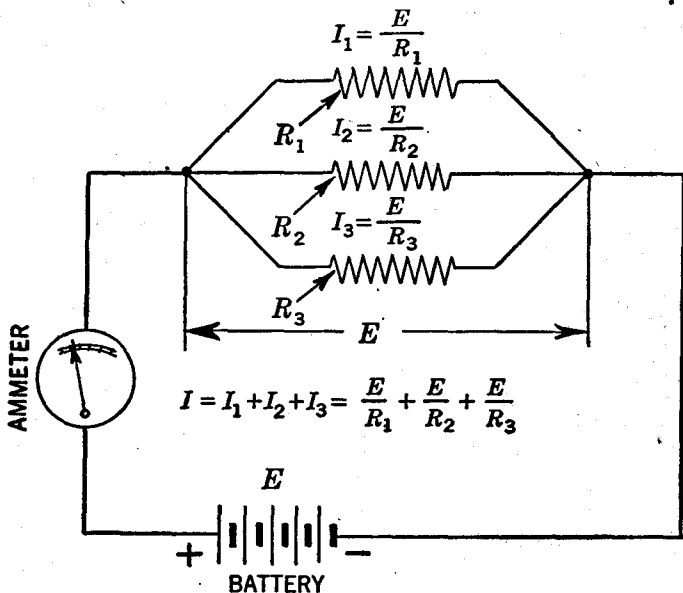 I₁ = E/R₁
R₁
I₂ = E/R₂
R₂
I₃ = E/R₃
R₃
E
AMMETER
I = I₁ + I₂ + I₃ = E/R₁ + E/R₂ + E/R₃
E
+ −
BATTERY